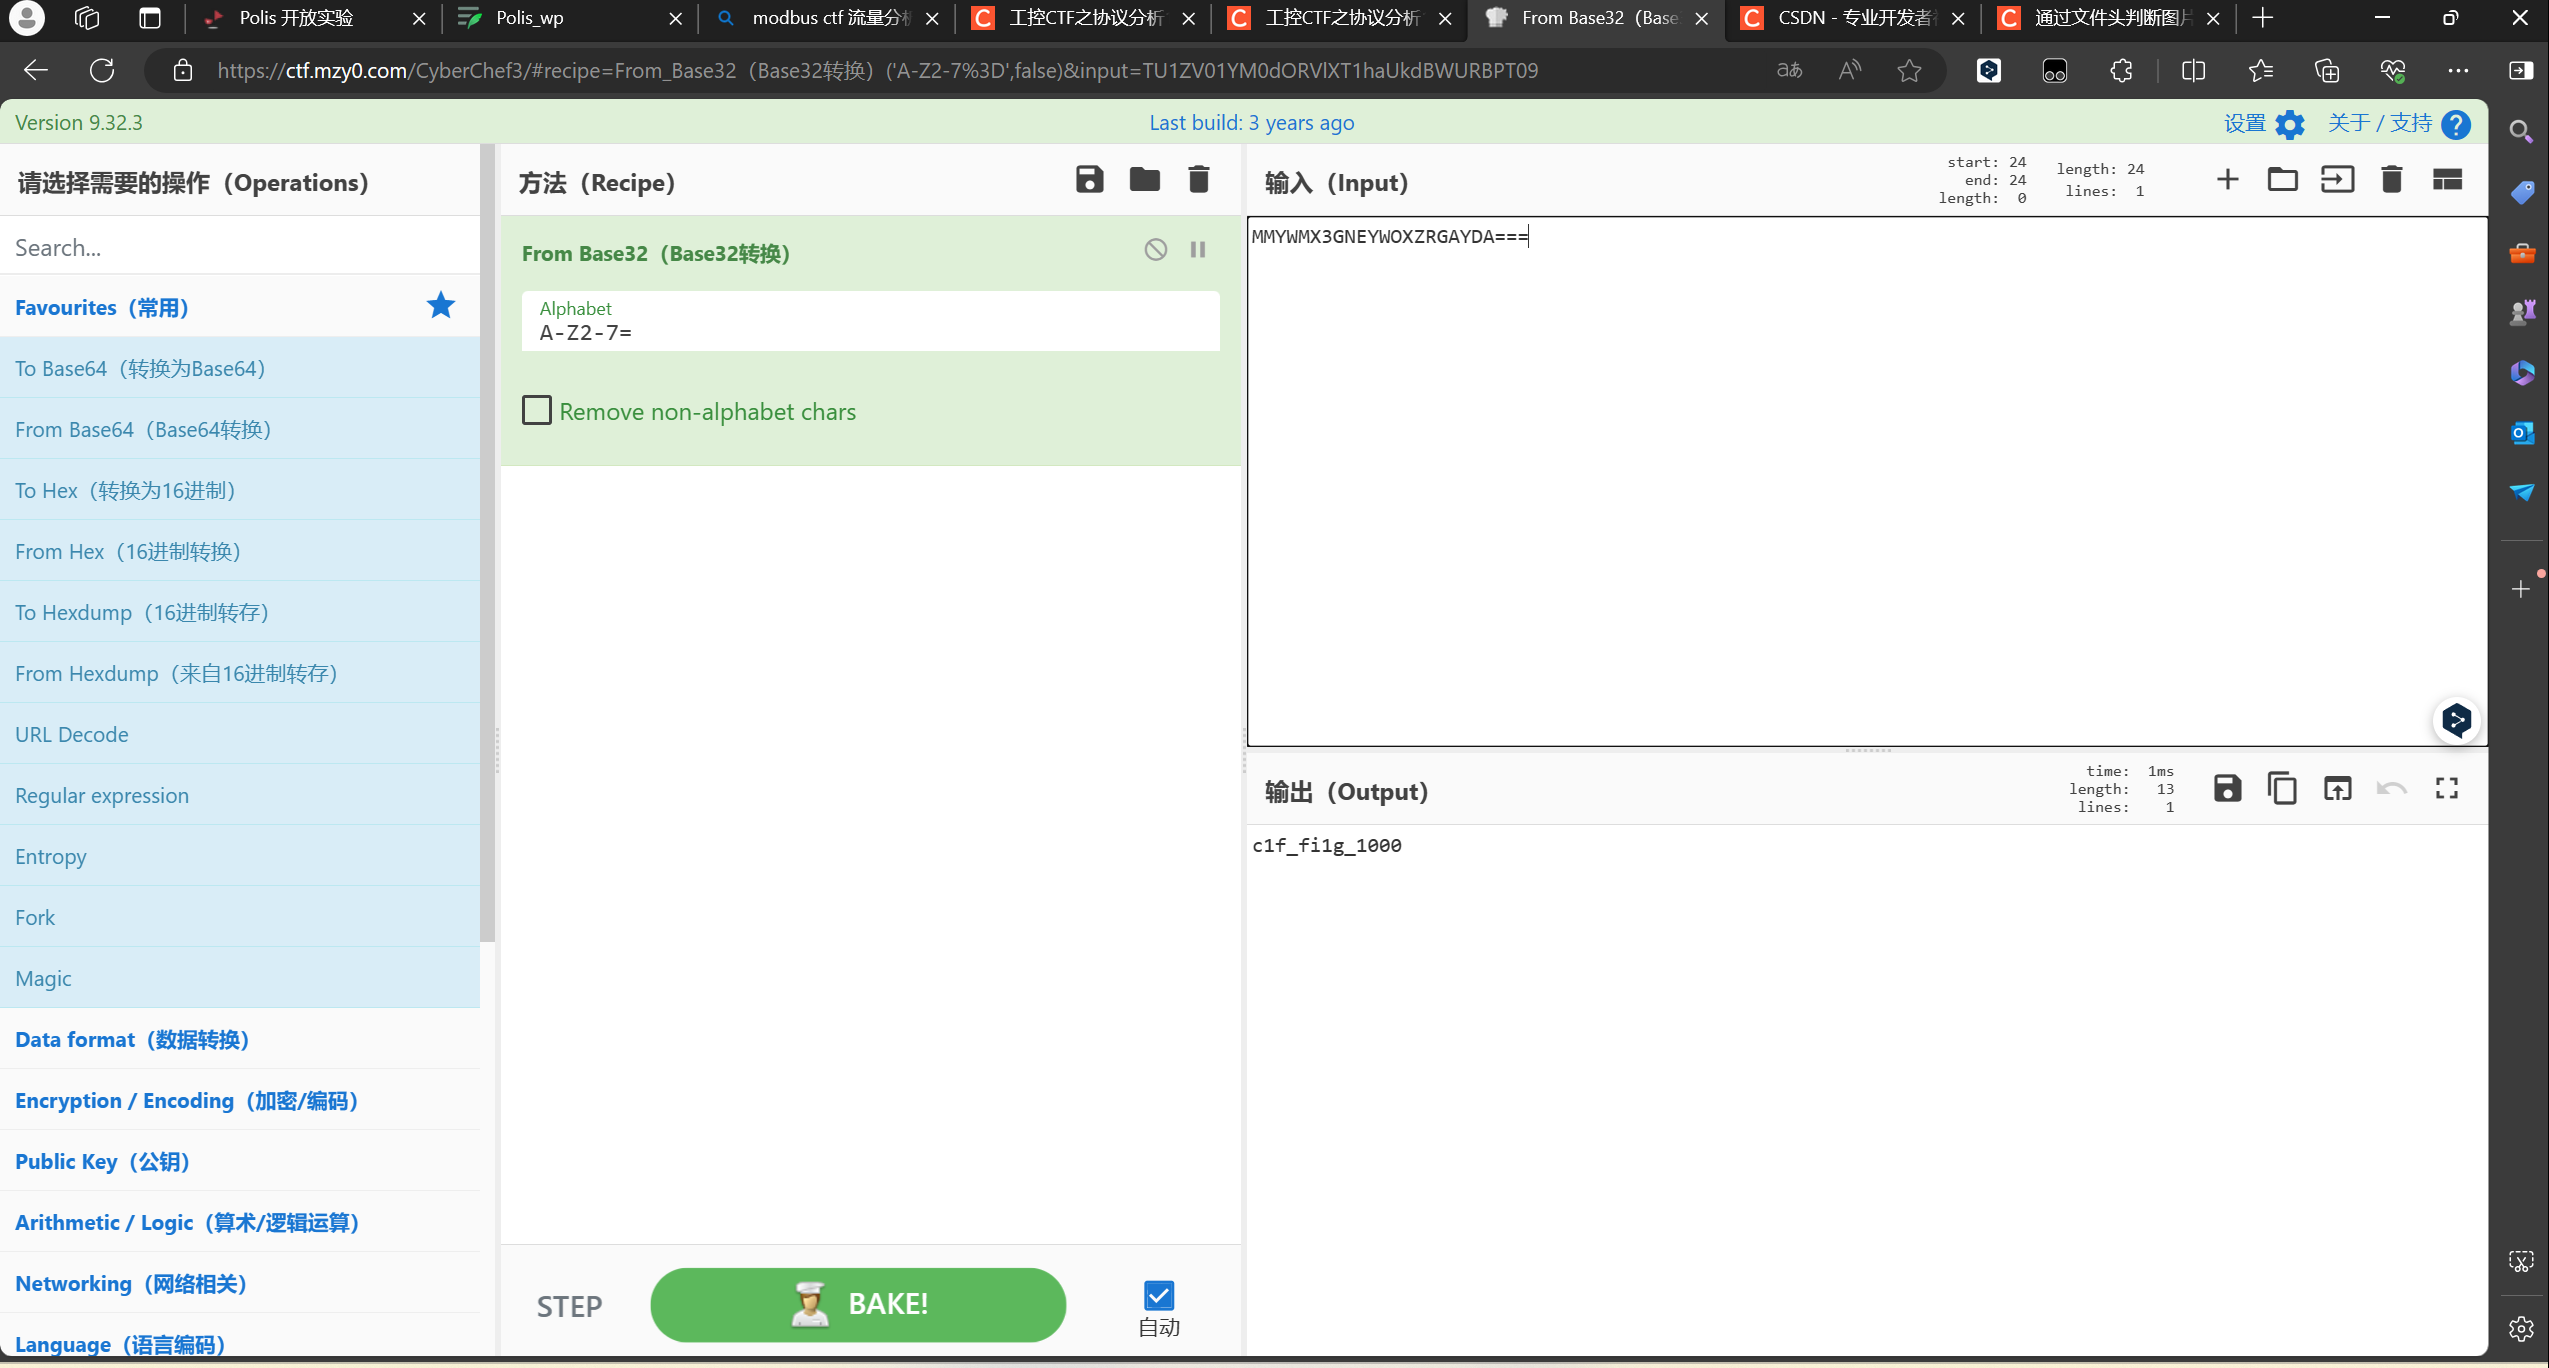 Polis 开放实验
Polis_wp
modbus ctf 流量分析
工控CTF之协议分析
工控CTF之协议分析
From Base32（Base
CSDN - 专业开发者
通过文件头判断图片
https://ctf.mzy0.com/CyberChef3/#recipe=From_Base32（Base32转换）('A-Z2-7%3D',false)&input=TU1ZV01YM0dORVlXT1haUkdBWURBPT09
Version 9.32.3
Last build: 3 years ago
设置
关于 / 支持
请选择需要的操作（Operations）
Search...
Favourites（常用）
To Base64（转换为Base64）
From Base64（Base64转换）
To Hex（转换为16进制）
From Hex（16进制转换）
To Hexdump（16进制转存）
From Hexdump（来自16进制转存）
URL Decode
Regular expression
Entropy
Fork
Magic
Data format（数据转换）
Encryption / Encoding（加密/编码）
Public Key（公钥）
Arithmetic / Logic（算术/逻辑运算）
Networking（网络相关）
Language（语言编码）
方法（Recipe）
From Base32（Base32转换）
Alphabet
A-Z2-7=
Remove non-alphabet chars
STEP
BAKE!
自动
输入（Input）
start: 24
end: 24
length: 0
length: 24
lines: 1
MMYWMX3GNEYWOXZRGAYDA===
输出（Output）
time: 1ms
length: 13
lines: 1
c1f_fi1g_1000